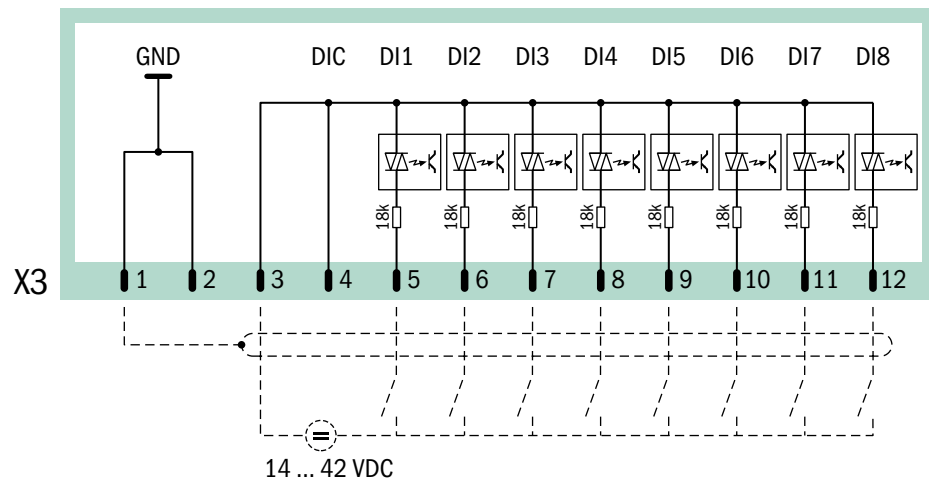 GND DIC DI1 DI2 DI3 DI4 DI5 DI6 DI7 DI8
18k 18k 18k 18k 18k 18k 18k 18k
X3 1 2 3 4 5 6 7 8 9 10 11 12
14 ... 42 VDC